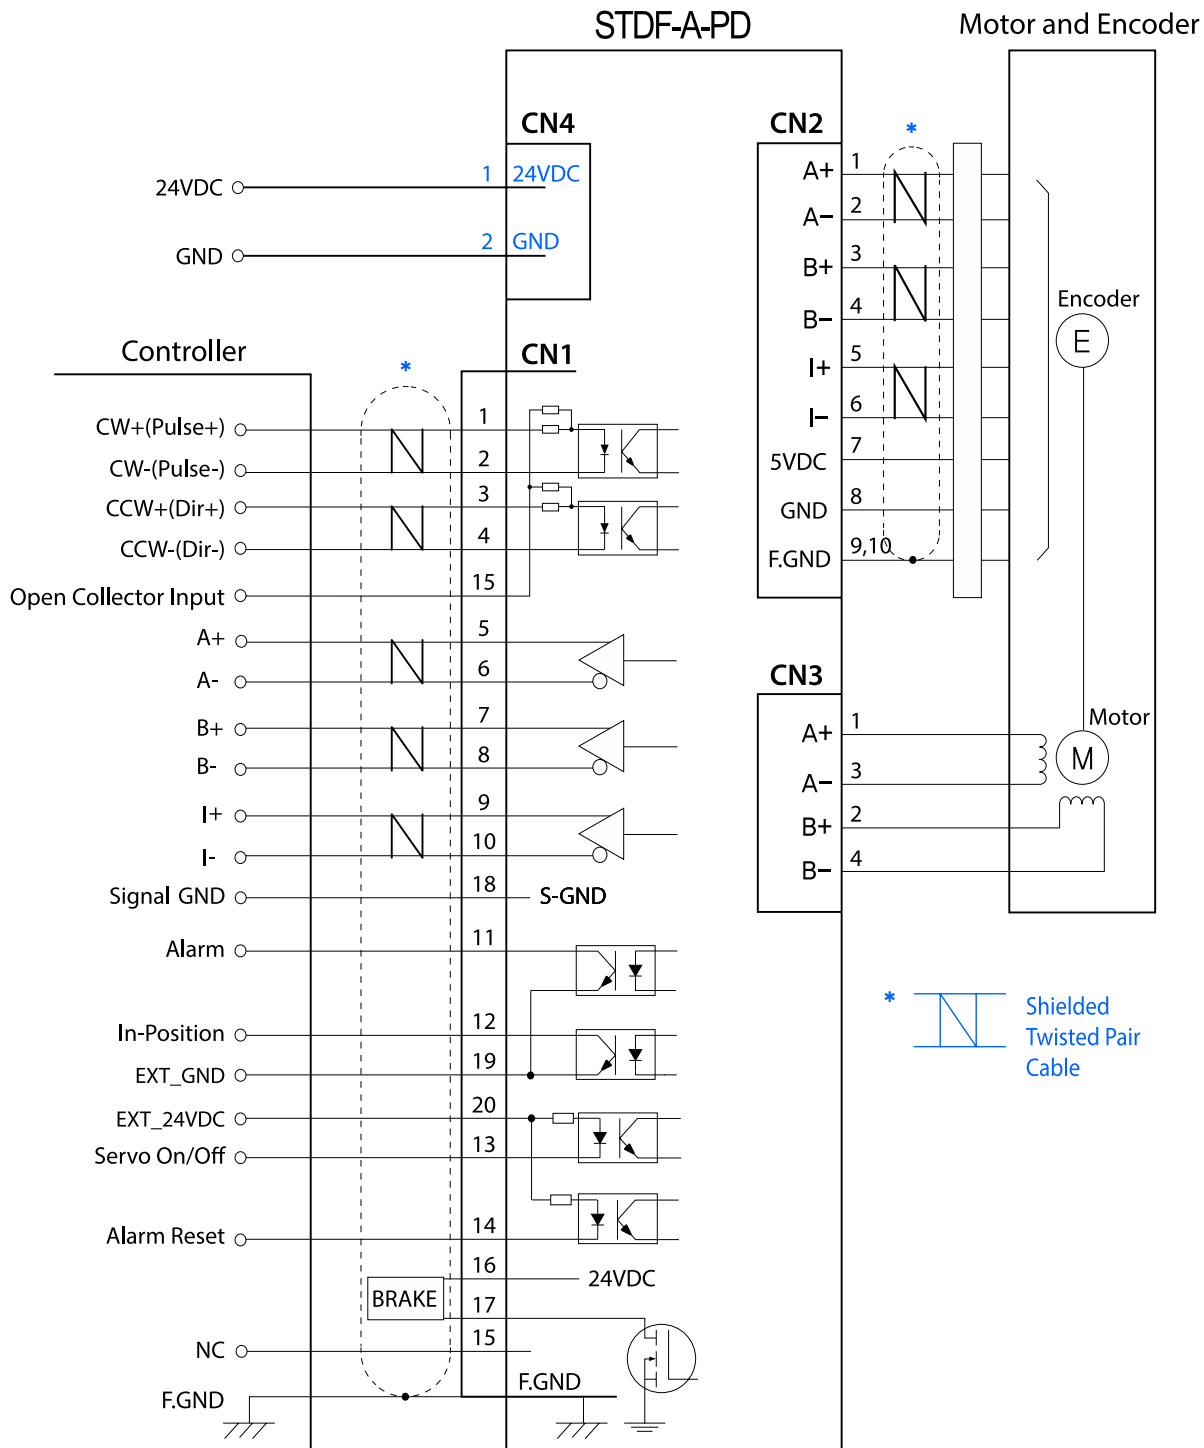 STDF-A-PD
Motor and Encoder
CN4
24VDC 1 24VDC
GND 2 GND
CN2
*
A+ 1
A− 2
B+ 3
B− 4
I+ 5
I− 6
5VDC 7
GND 8
F.GND 9,10
Encoder
E
Controller
*
CN1
CW+(Pulse+) 1
CW-(Pulse-) 2
CCW+(Dir+) 3
CCW-(Dir-) 4
Open Collector Input 15
A+ 5
A- 6
B+ 7
B- 8
I+ 9
I- 10
Signal GND 18 S-GND
Alarm 11
In-Position 12
EXT_GND 19
EXT_24VDC 20
Servo On/Off 13
Alarm Reset 14
BRAKE
16 24VDC
17
NC 15
F.GND F.GND
CN3
A+ 1
A− 3
B+ 2
B− 4
Motor
M
* Shielded
Twisted Pair
Cable